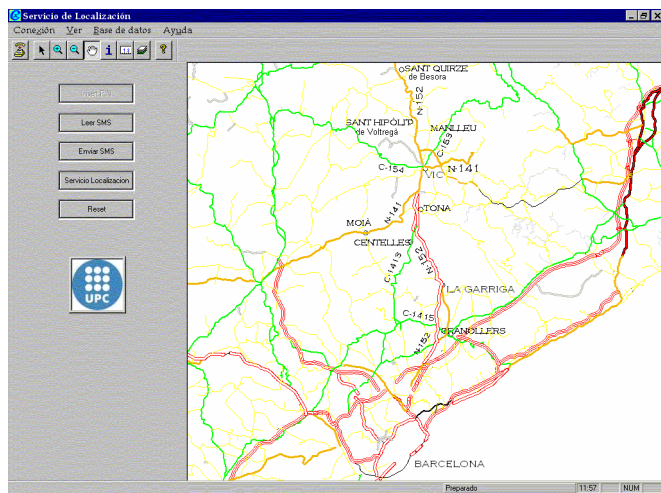 Servicio de Localización
Conexión Ver Base de datos Ayuda
Leer SMS
Enviar SMS
Servicio Localizacion
Reset
UPC
SANT QUIRZE
de Besora
N-152
SANT HIPÒLIT
de Voltregà
MANLLEU
C-153
C-154
N-141
VIC
N-141
TONA
MOIÀ
CENTELLES
N-152
C-1413
LA GARRIGA
C-1415
GRANOLLERS
N-152
BARCELONA
Preparado 11:57 NUM